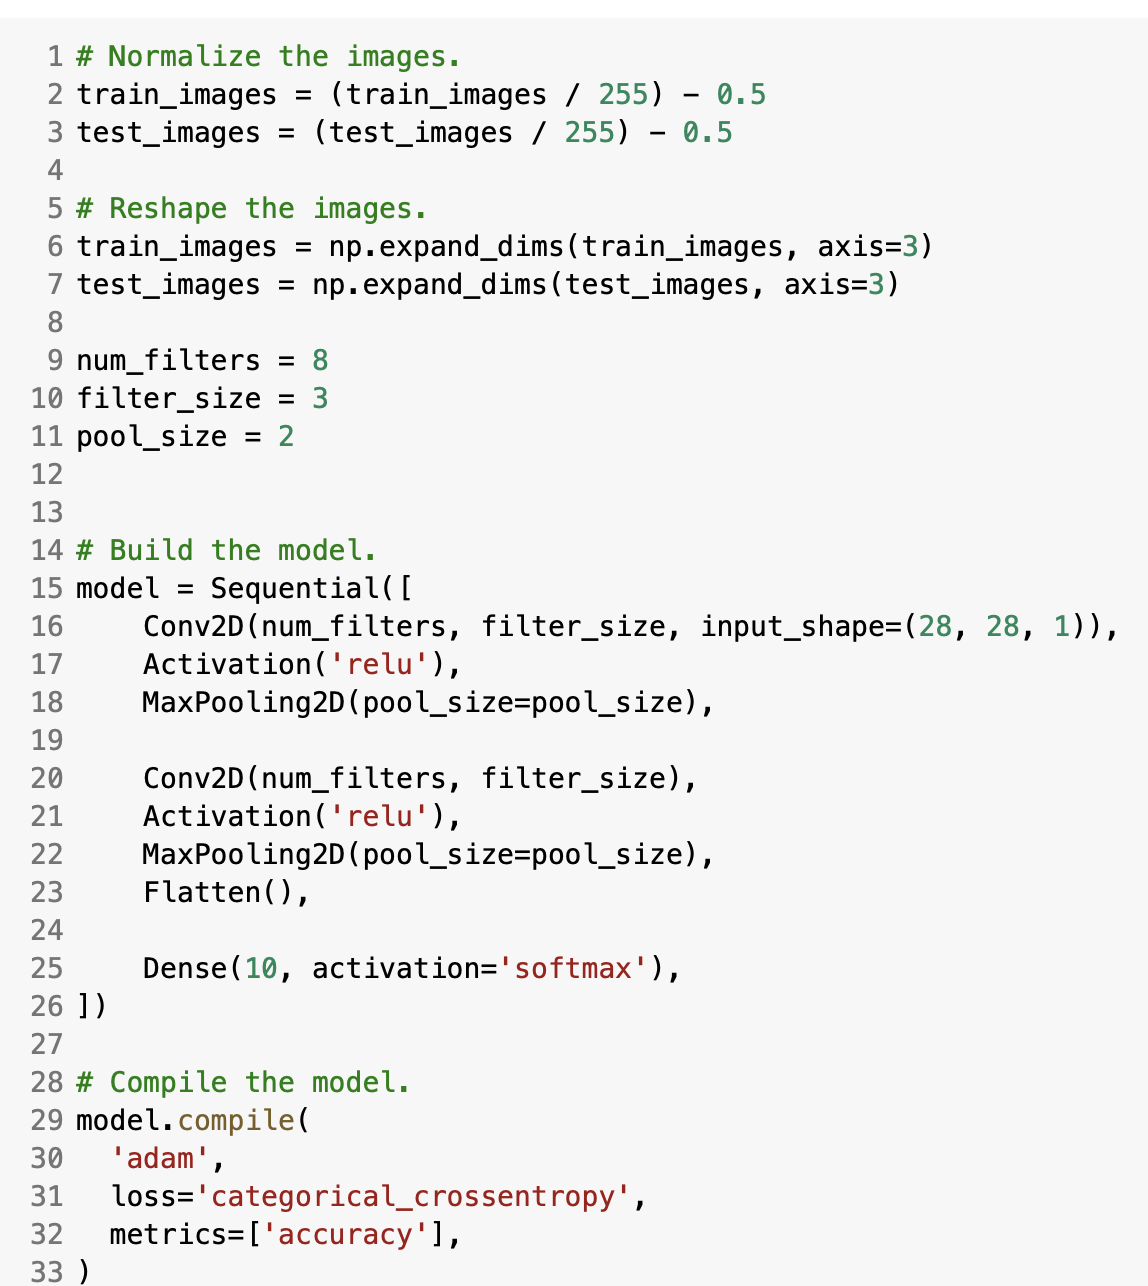 1 # Normalize the images.
2 train_images = (train_images / 255) - 0.5
3 test_images = (test_images / 255) - 0.5
4
5 # Reshape the images.
6 train_images = np.expand_dims(train_images, axis=3)
7 test_images = np.expand_dims(test_images, axis=3)
8
9 num_filters = 8
10 filter_size = 3
11 pool_size = 2
12
13
14 # Build the model.
15 model = Sequential([
16     Conv2D(num_filters, filter_size, input_shape=(28, 28, 1)),
17     Activation('relu'),
18     MaxPooling2D(pool_size=pool_size),
19
20     Conv2D(num_filters, filter_size),
21     Activation('relu'),
22     MaxPooling2D(pool_size=pool_size),
23     Flatten(),
24
25     Dense(10, activation='softmax'),
26 ])
27
28 # Compile the model.
29 model.compile(
30   'adam',
31   loss='categorical_crossentropy',
32   metrics=['accuracy'],
33 )